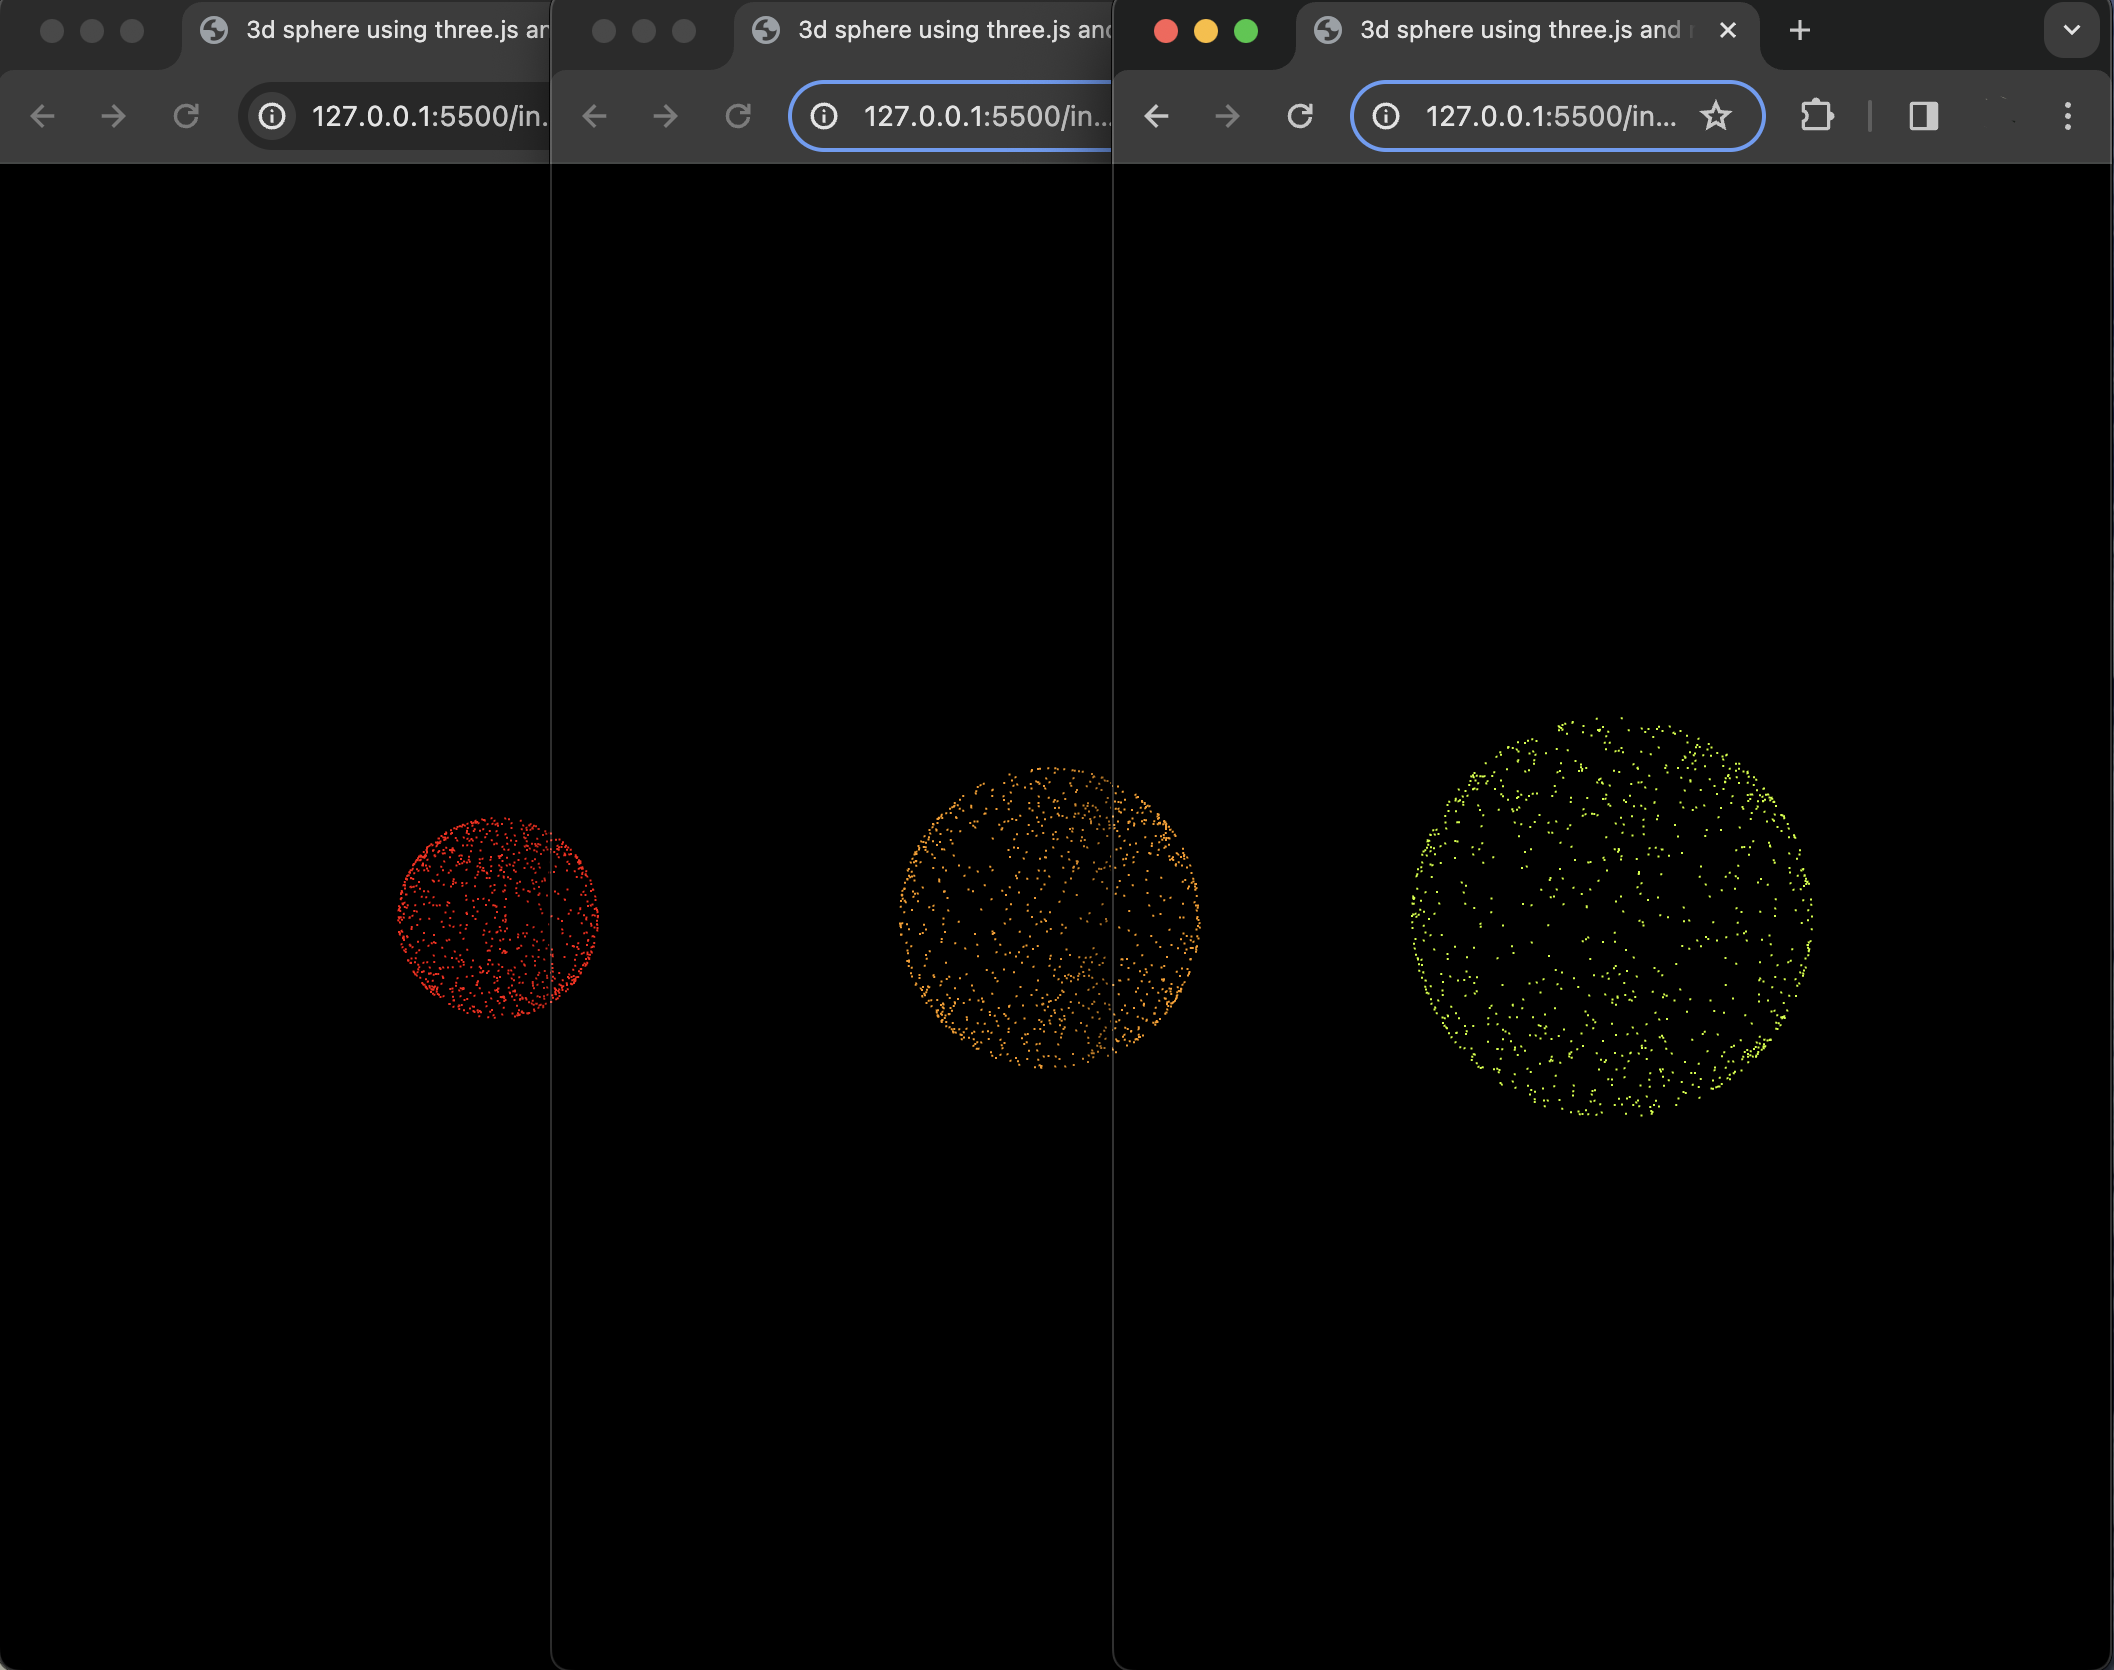 3d sphere using three.js an
3d sphere using three.js and
3d sphere using three.js and
127.0.0.1:5500/in...
127.0.0.1:5500/in...
127.0.0.1:5500/in...